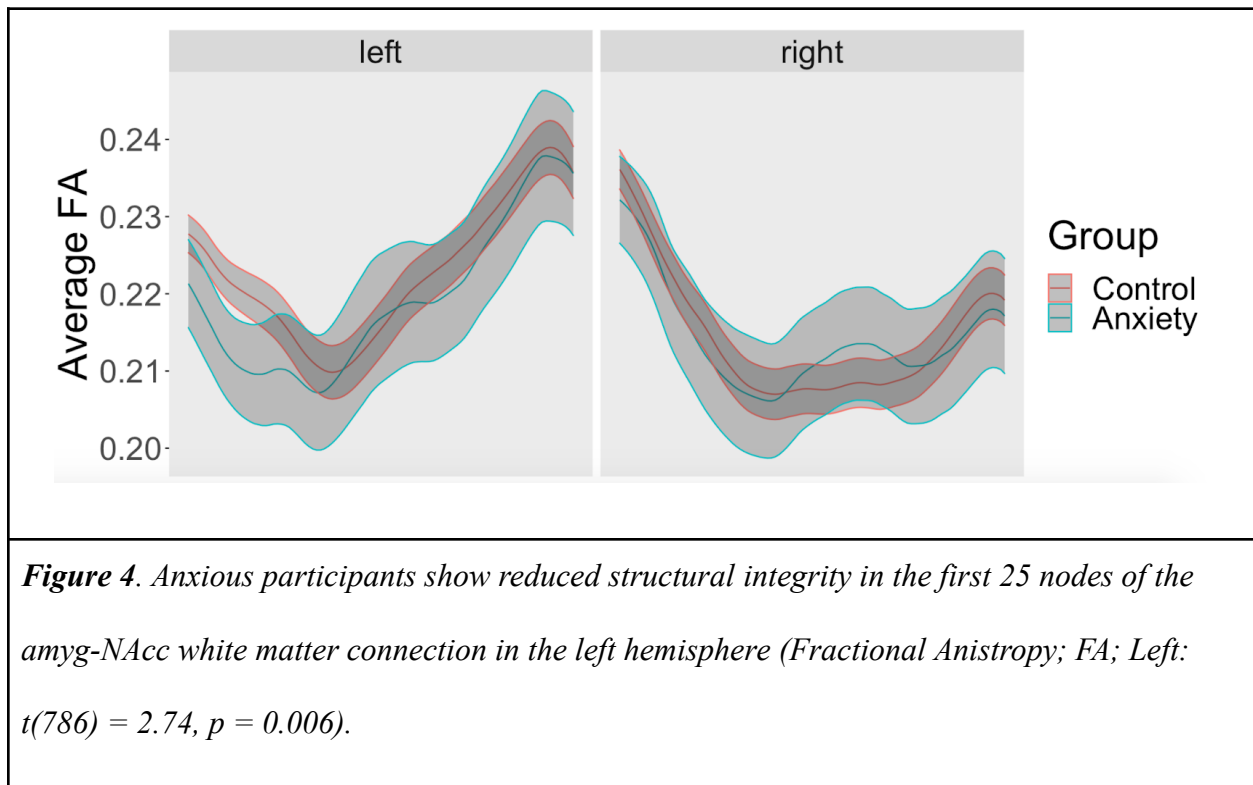 left
right
0.24
0.23
0.22
0.21
0.20
Average FA
Group
Control
Anxiety
Figure 4. Anxious participants show reduced structural integrity in the first 25 nodes of the
amyg-NAcc white matter connection in the left hemisphere (Fractional Anistropy; FA; Left:
t(786) = 2.74, p = 0.006).